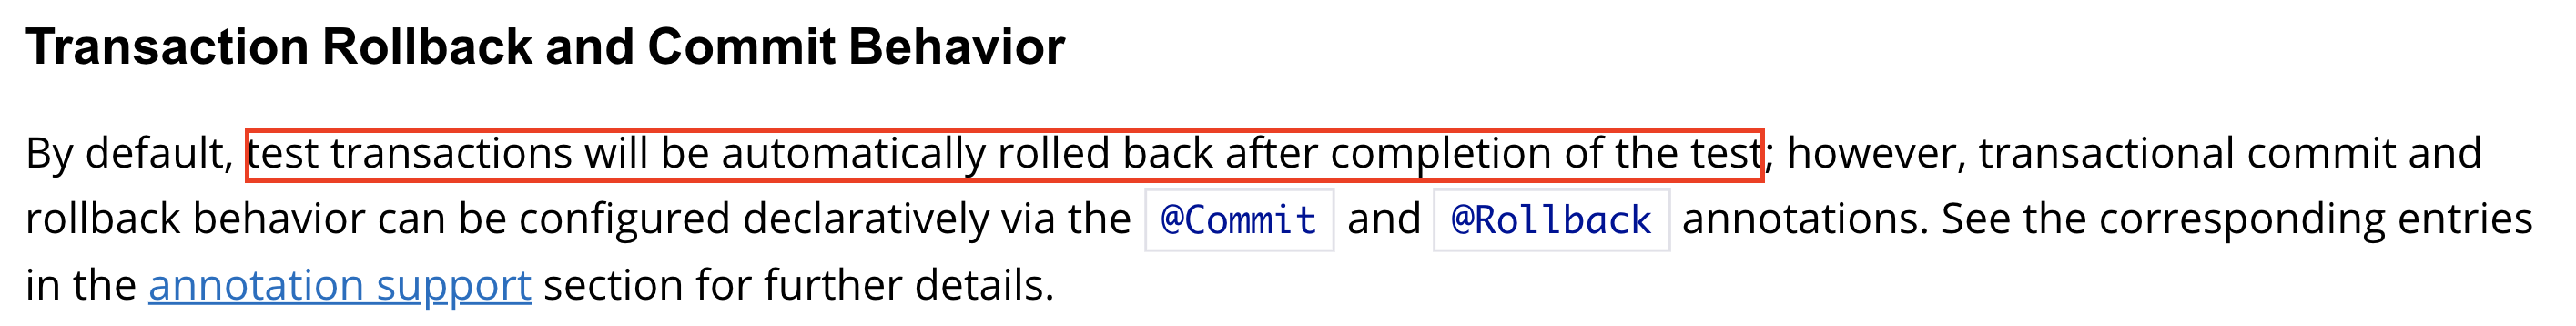 Transaction Rollback and Commit Behavior
By default, test transactions will be automatically rolled back after completion of the test; however, transactional commit and
rollback behavior can be configured declaratively via the @Commit and @Rollback annotations. See the corresponding entries
in the annotation support section for further details.